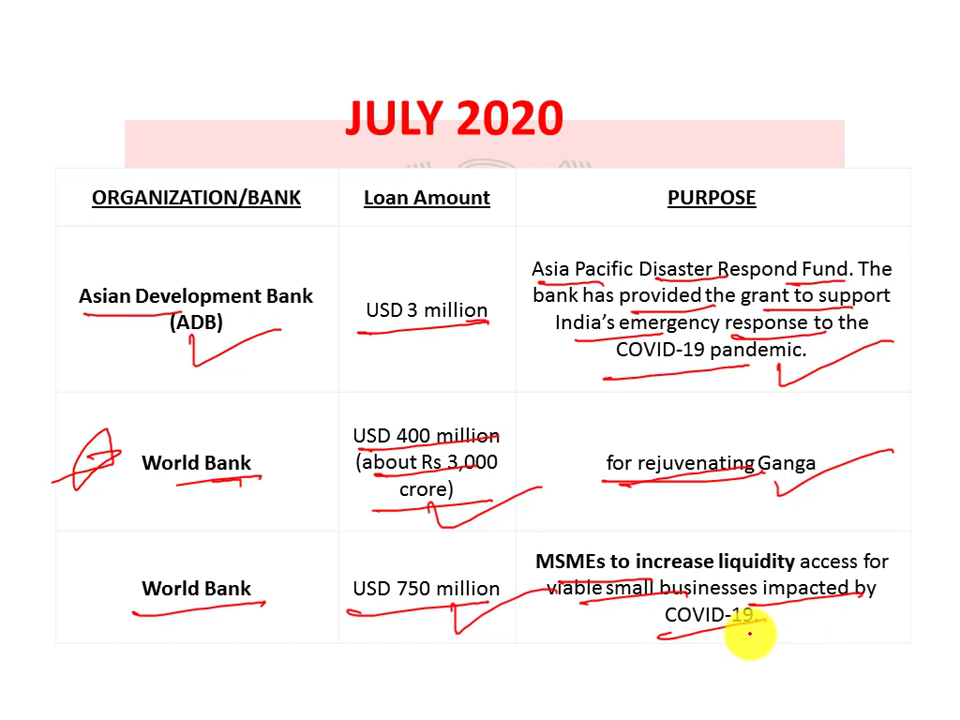 JULY 2020
ORGANIZATION/BANK
Loan Amount
PURPOSE
Asian Development Bank
(ADB)
USD 3 million
Asia Pacific Disaster Respond Fund. The
bank has provided the grant to support
India's emergency response to the
COVID-19 pandemic.
World Bank
USD 400 million
(about Rs 3,000
crore)
for rejuvenating Ganga
World Bank
USD 750 million
MSMEs to increase liquidity access for
viable small businesses impacted by
COVID-19.